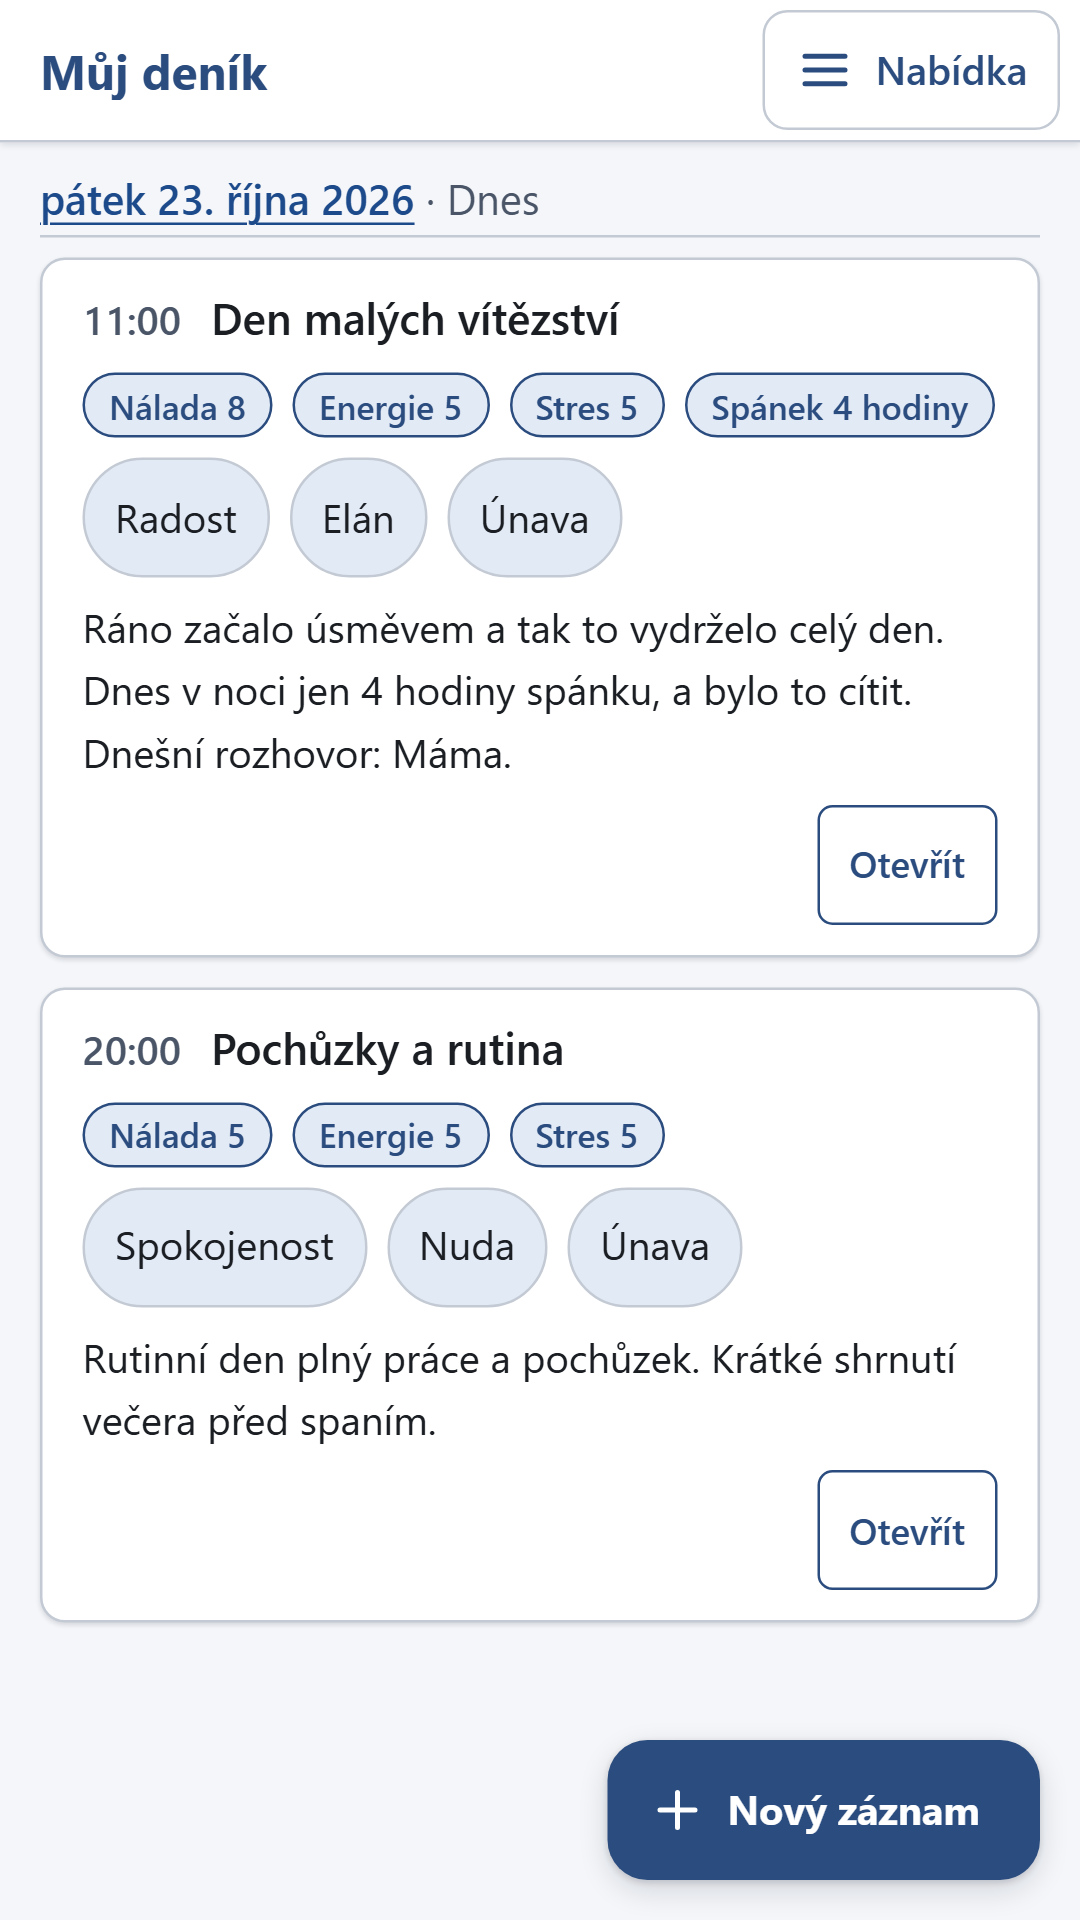 Můj deník
Nabídka
pátek 23. října 2026 · Dnes
11:00 Den malých vítězství
Nálada 8 Energie 5 Stres 5 Spánek 4 hodiny
Radost Elán Únava
Ráno začalo úsměvem a tak to vydrželo celý den.
Dnes v noci jen 4 hodiny spánku, a bylo to cítit.
Dnešní rozhovor: Máma.
Otevřít
20:00 Pochůzky a rutina
Nálada 5 Energie 5 Stres 5
Spokojenost Nuda Únava
Rutinní den plný práce a pochůzek. Krátké shrnutí
večera před spaním.
Otevřít
Nový záznam